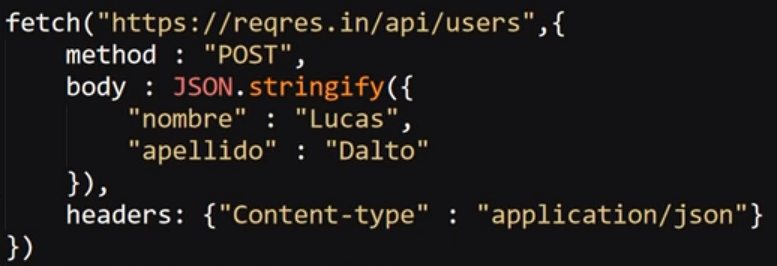 fetch("https://reqres.in/api/users",{
    method : "POST",
    body : JSON.stringify({
        "nombre" : "Lucas",
        "apellido" : "Dalto"
    }),
    headers: {"Content-type" : "application/json"}
})